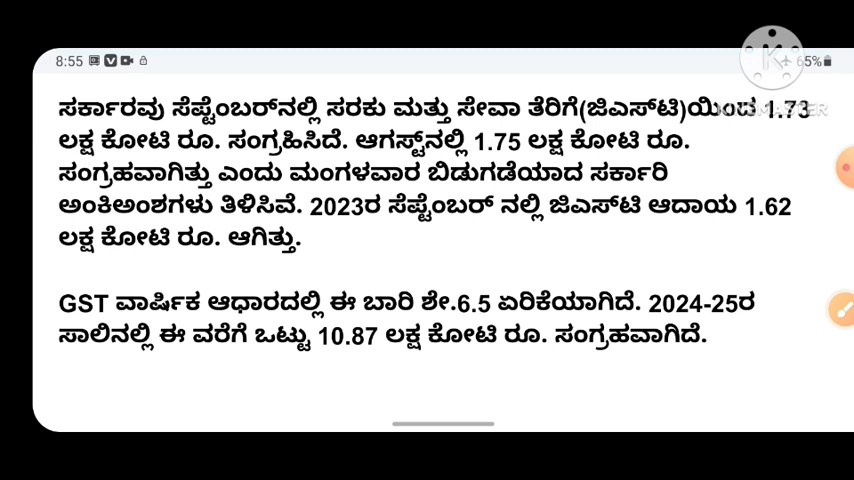 8:55
65%
ಸರ್ಕಾರವು ಸೆಪ್ಟೆಂಬರ್‌ನಲ್ಲಿ ಸರಕು ಮತ್ತು ಸೇವಾ ತೆರಿಗೆ(ಜಿಎಸ್‌ಟಿ)ಯಿಂದ 1.73
ಲಕ್ಷ ಕೋಟಿ ರೂ. ಸಂಗ್ರಹಿಸಿದೆ. ಆಗಸ್ಟ್‌ನಲ್ಲಿ 1.75 ಲಕ್ಷ ಕೋಟಿ ರೂ.
ಸಂಗ್ರಹವಾಗಿತ್ತು ಎಂದು ಮಂಗಳವಾರ ಬಿಡುಗಡೆಯಾದ ಸರ್ಕಾರಿ
ಅಂಕಿಅಂಶಗಳು ತಿಳಿಸಿವೆ. 2023ರ ಸೆಪ್ಟೆಂಬರ್ ನಲ್ಲಿ ಜಿಎಸ್‌ಟಿ ಆದಾಯ 1.62
ಲಕ್ಷ ಕೋಟಿ ರೂ. ಆಗಿತ್ತು.
GST ವಾರ್ಷಿಕ ಆಧಾರದಲ್ಲಿ ಈ ಬಾರಿ ಶೇ.6.5 ಏರಿಕೆಯಾಗಿದೆ. 2024-25ರ
ಸಾಲಿನಲ್ಲಿ ಈ ವರೆಗೆ ಒಟ್ಟು 10.87 ಲಕ್ಷ ಕೋಟಿ ರೂ. ಸಂಗ್ರಹವಾಗಿದೆ.